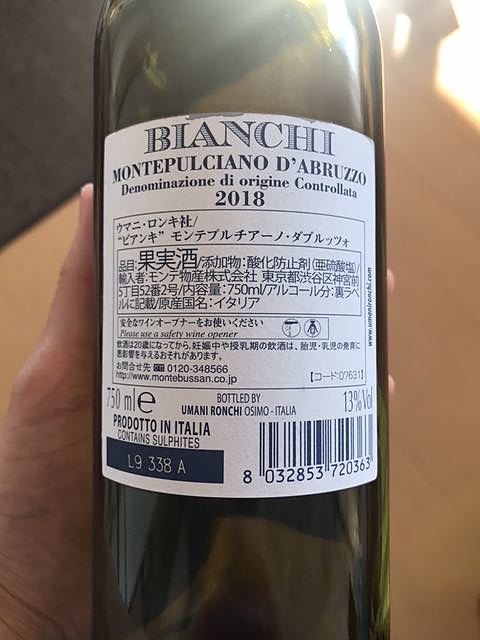 BIANCHI
MONTEPULCIANO D'ABRUZZO
Denominazione di origine Controllata
2018
ウマニ・ロンキ社/
"ビアンキ" モンテプルチアーノ・ダブルッツォ
品目:果実酒/添加物:酸化防止剤(亜硫酸塩)/
輸入者:モンテ物産株式会社 東京都渋谷区神宮前
5丁目52番2号/内容量:750ml/アルコール分:裏ラベ
ルに記載/原産国名:イタリア
安全なワインオープナーをお使いください
Please use a safety wine opener
飲酒は20歳になってから。妊娠中や授乳期の飲酒は、胎児・乳児の発育に
悪影響を与えるおそれがあります。
お問合せ先 0120-348566
http://www.montebussan.co.jp
【コード:07631】
www.umanironchi.com
750 ml e
BOTTLED BY
UMANI RONCHI OSIMO - ITALIA
13% Vol
PRODOTTO IN ITALIA
CONTAINS SULPHITES
L9 338 A
8 032853 720363